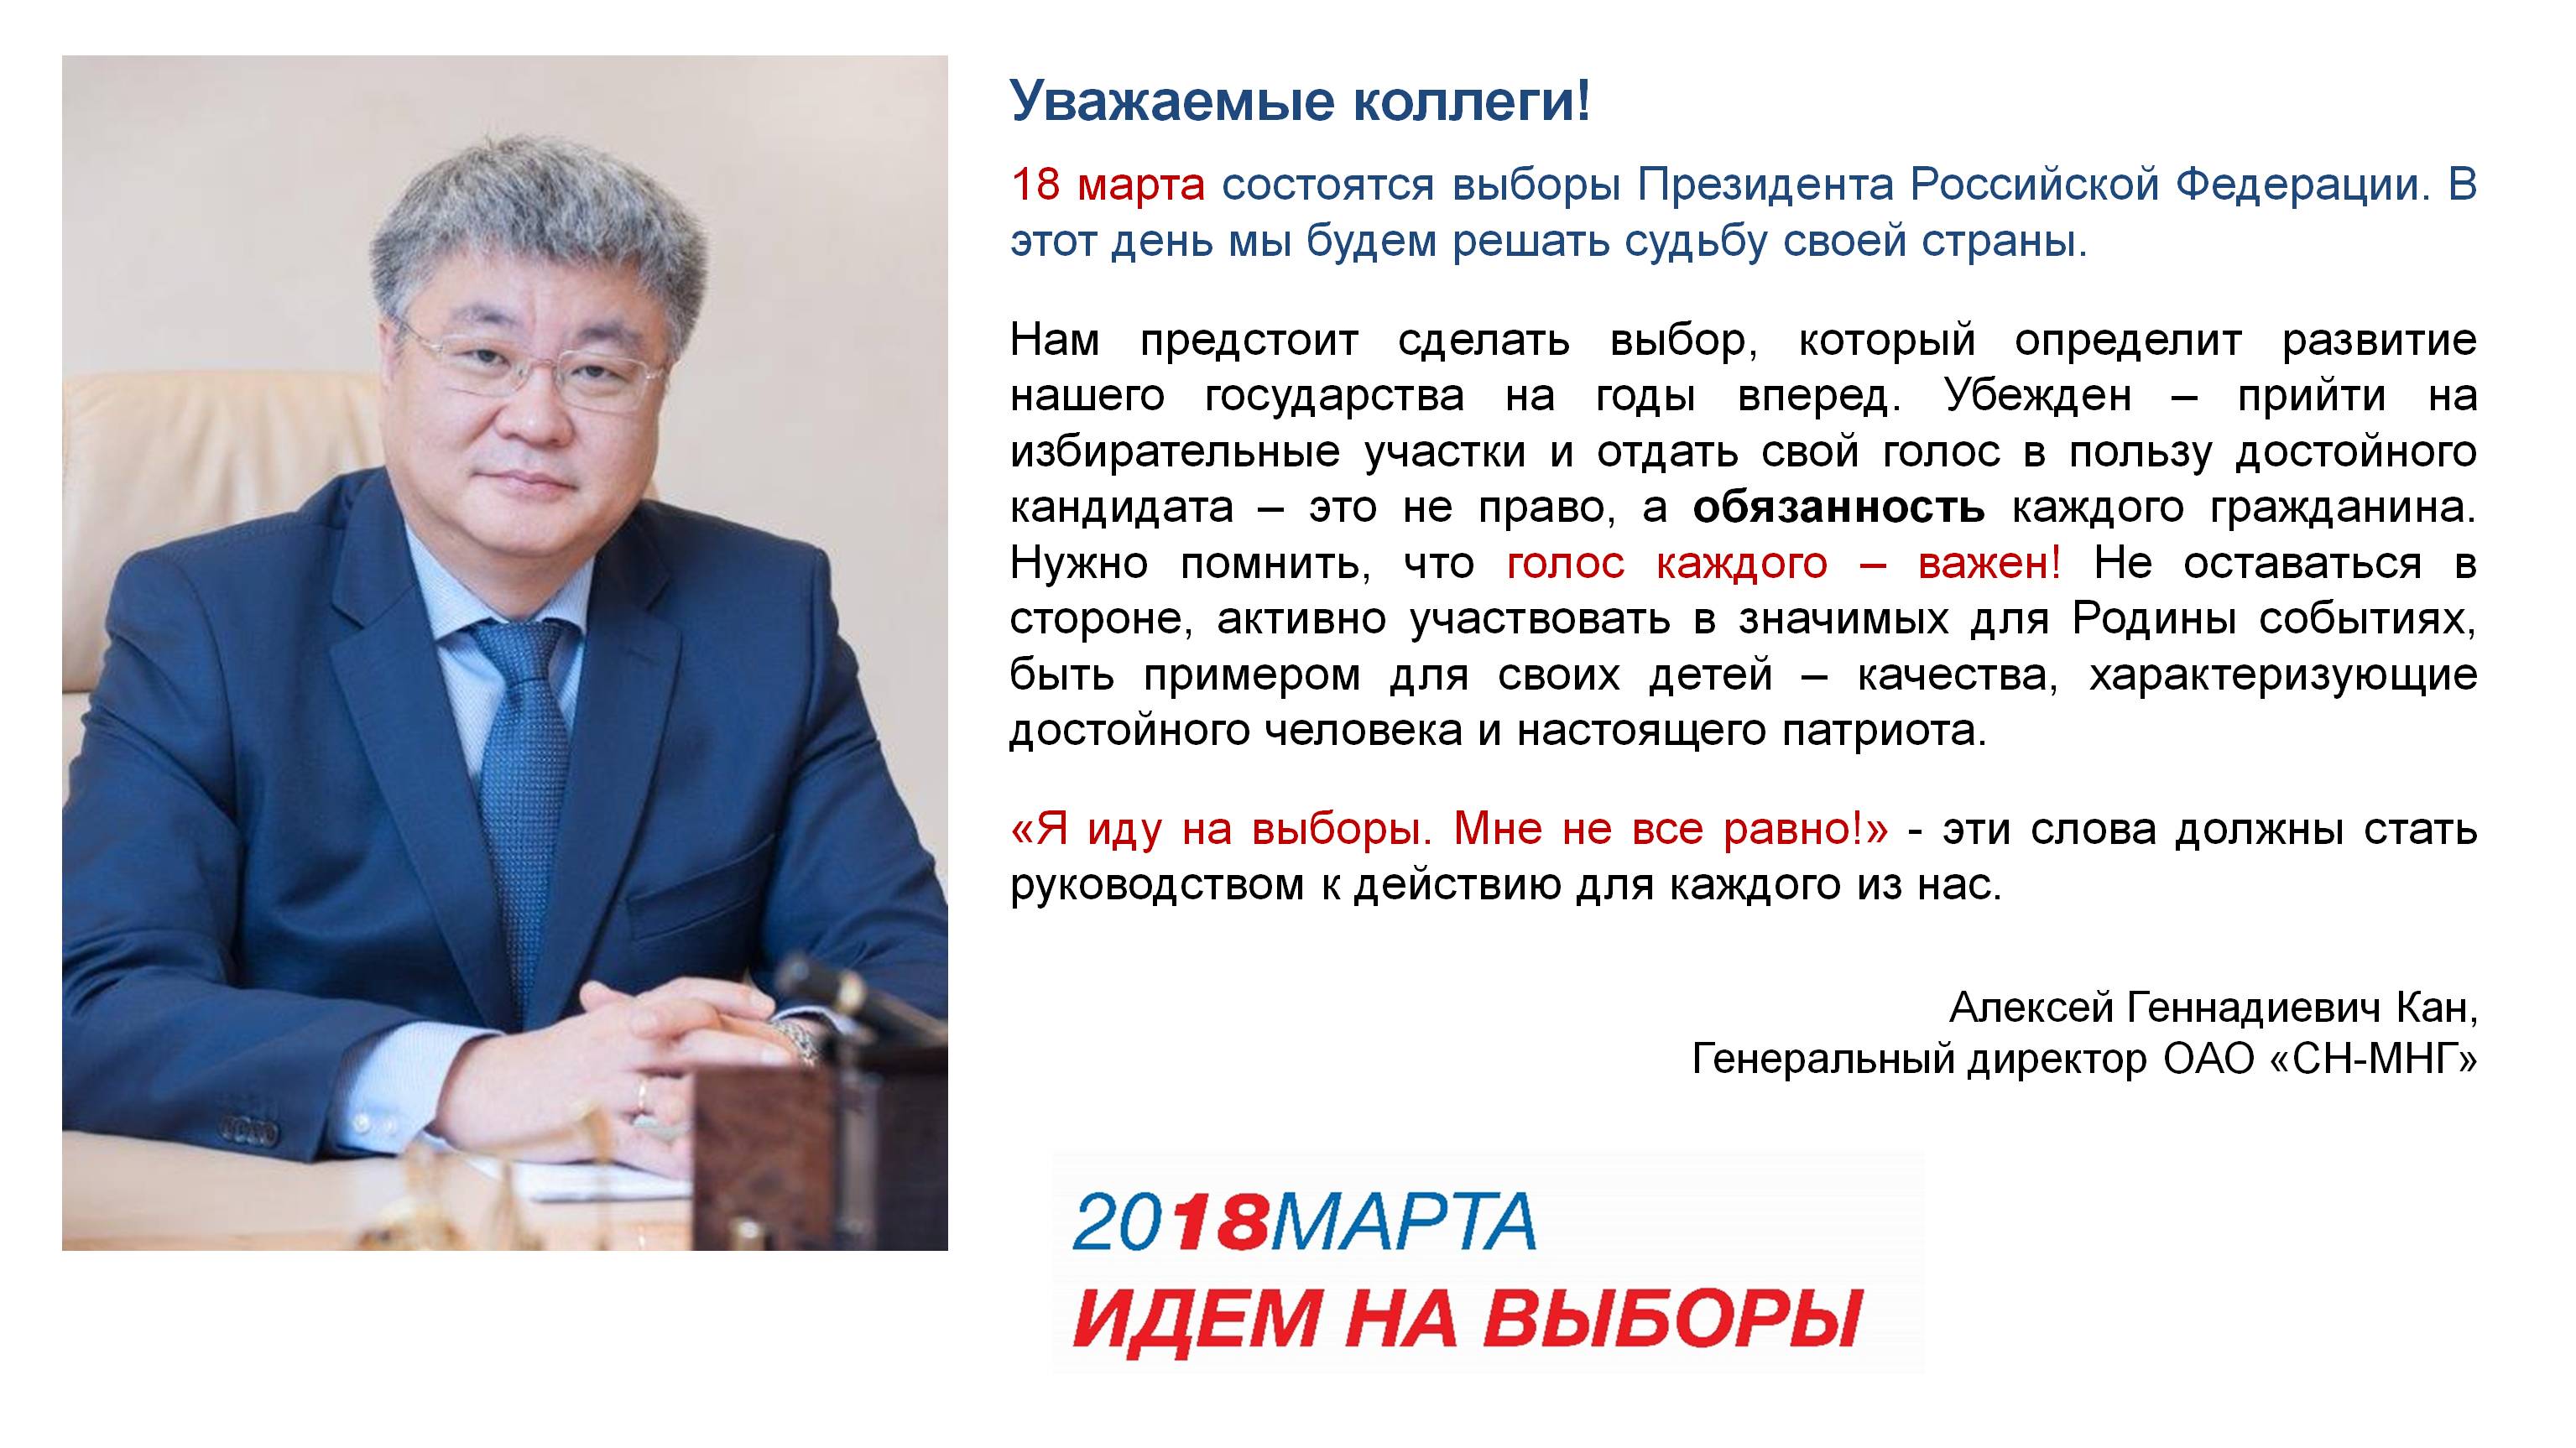 Уважаемые коллеги!
18 марта состоятся выборы Президента Российской Федерации. В
этот день мы будем решать судьбу своей страны.
Нам предстоит сделать выбор, который определит развитие
нашего государства на годы вперед. Убежден – прийти на
избирательные участки и отдать свой голос в пользу достойного
кандидата – это не право, а обязанность каждого гражданина.
Нужно помнить, что голос каждого – важен! Не оставаться в
стороне, активно участвовать в значимых для Родины событиях,
быть примером для своих детей – качества, характеризующие
достойного человека и настоящего патриота.
«Я иду на выборы. Мне не все равно!» - эти слова должны стать
руководством к действию для каждого из нас.
Алексей Геннадиевич Кан,
Генеральный директор ОАО «СН-МНГ»
2018МАРТА
ИДЕМ НА ВЫБОРЫ